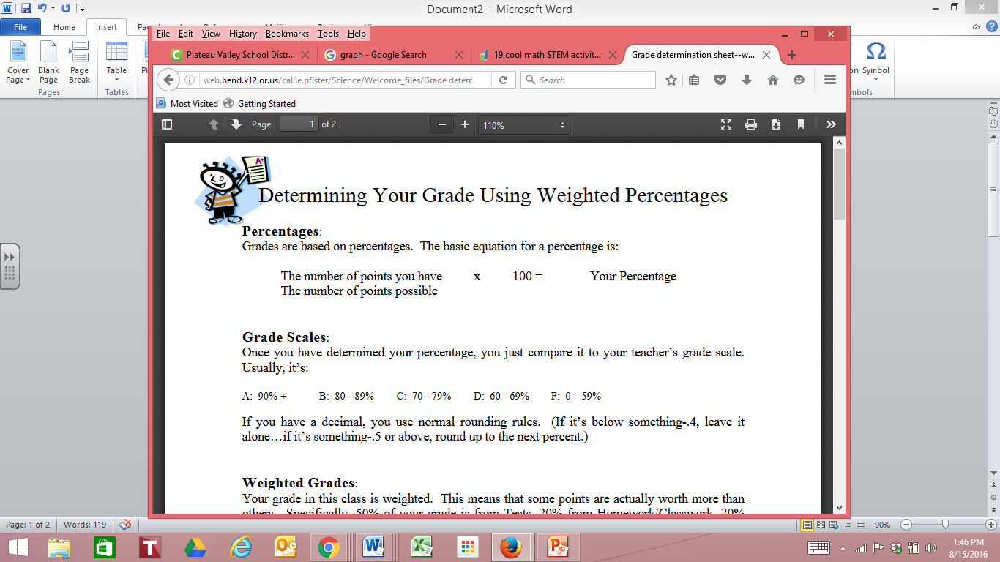 Document2 - Microsoft Word
File Home Insert
File Edit View History Bookmarks Tools Help
Plateau Valley School Distr... graph - Google Search 19 cool math STEM activit... Grade determination sheet--w...
web.bend.k12.or.us/callie.pfister/Science/Welcome_files/Grade deterr Search
Most Visited Getting Started
Cover Page Blank Page Page Break Table Symbol
Pages Tables
Page: 1 of 2 110%
A+
Determining Your Grade Using Weighted Percentages
Percentages:
Grades are based on percentages. The basic equation for a percentage is:
The number of points you have x 100 = Your Percentage
The number of points possible
Grade Scales:
Once you have determined your percentage, you just compare it to your teacher's grade scale.
Usually, it's:
A: 90% + B: 80 - 89% C: 70 - 79% D: 60 - 69% F: 0 – 59%
If you have a decimal, you use normal rounding rules. (If it's below something-.4, leave it
alone…if it's something-.5 or above, round up to the next percent.)
Weighted Grades:
Your grade in this class is weighted. This means that some points are actually worth more than
others. Specifically, 50% of your grade is from Tests, 20% from Homework/Classwork, 20%
Page: 1 of 2 Words: 119 90%
1:46 PM
8/15/2016